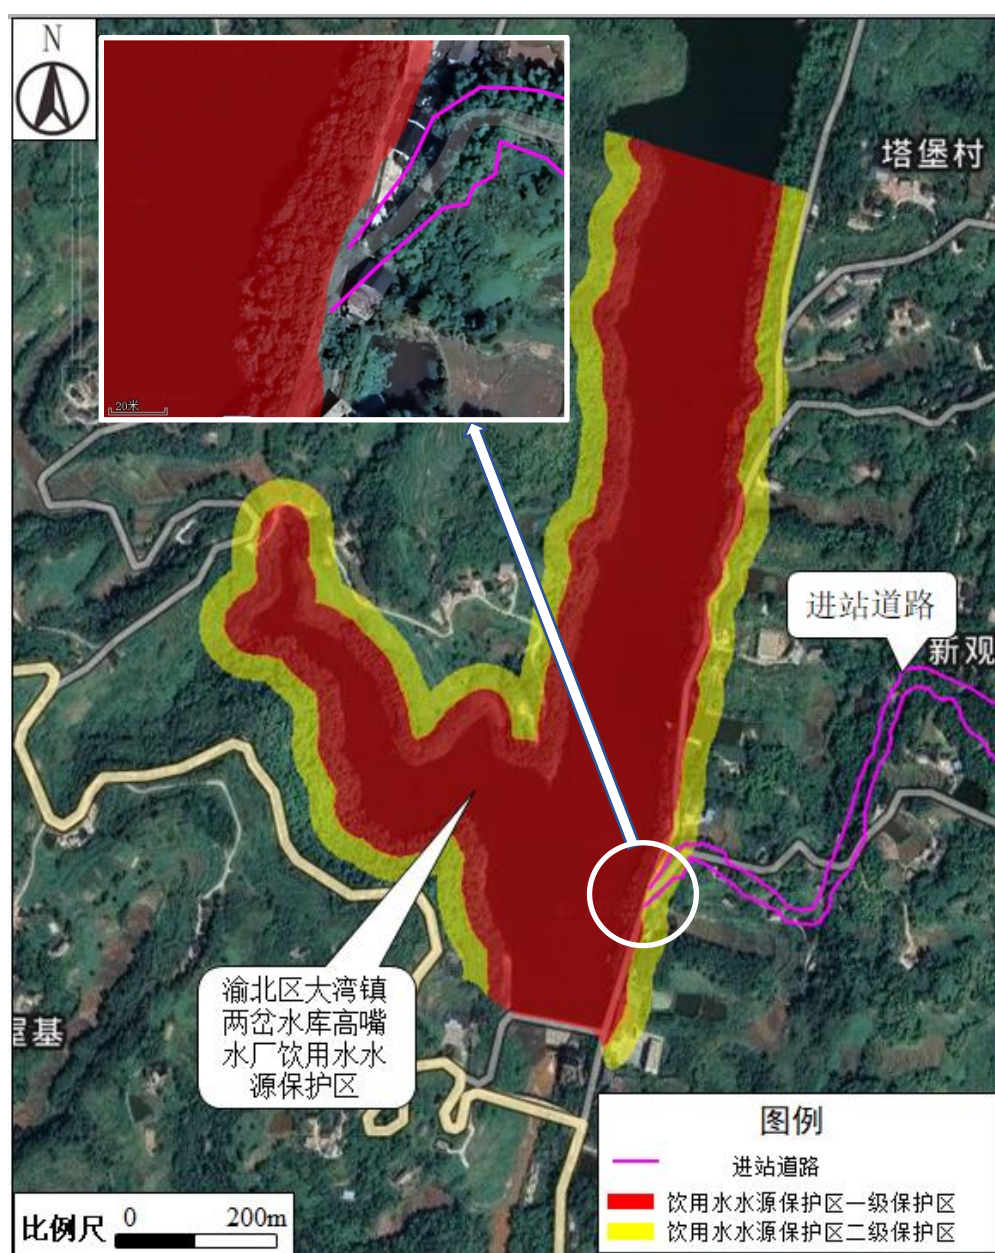 N
塔堡村
20米
进站道路
新观
渝北区大湾镇
两岔水库高嘴
水厂饮用水水
源保护区
屋基
图例
进站道路
饮用水水源保护区一级保护区
饮用水水源保护区二级保护区
比例尺 0 200m